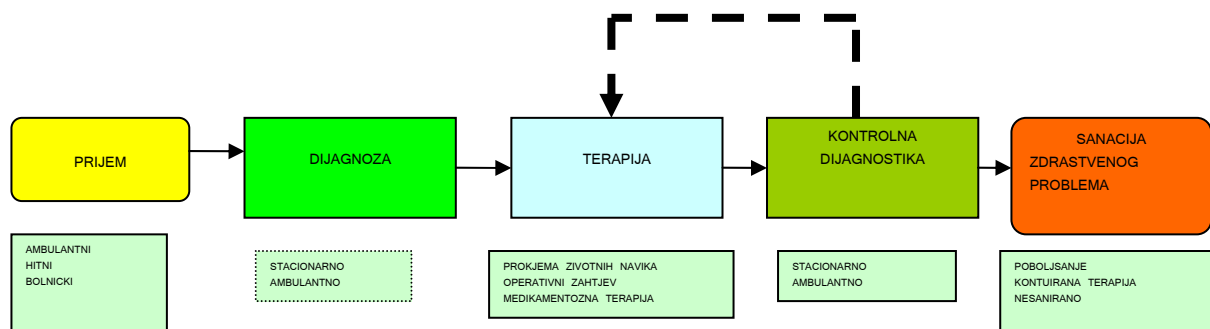 PRIJEM
DIJAGNOZA
TERAPIJA
KONTROLNA
DIJAGNOSTIKA
SANACIJA
ZDRASTVENOG
PROBLEMA
AMBULANTNI
HITNI
BOLNICKI
STACIONARNO
AMBULANTNO
PROKJEMA ZIVOTNIH NAVIKA
OPERATIVNI ZAHTJEV
MEDIKAMENTOZNA TERAPIJA
STACIONARNO
AMBULANTNO
POBOLJSANJE
KONTUIRANA TERAPIJA
NESANIRANO